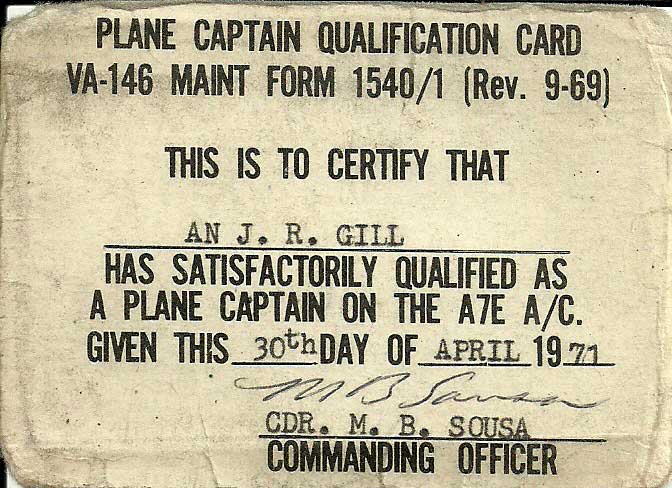 PLANE CAPTAIN QUALIFICATION CARD
VA-146 MAINT FORM 1540/1 (Rev. 9-69)
THIS IS TO CERTIFY THAT
AN J. R. GILL
HAS SATISFACTORILY QUALIFIED AS
A PLANE CAPTAIN ON THE A7E A/C.
GIVEN THIS 30th DAY OF APRIL 1971
M B Sousa
CDR. M. B. SOUSA
COMMANDING OFFICER